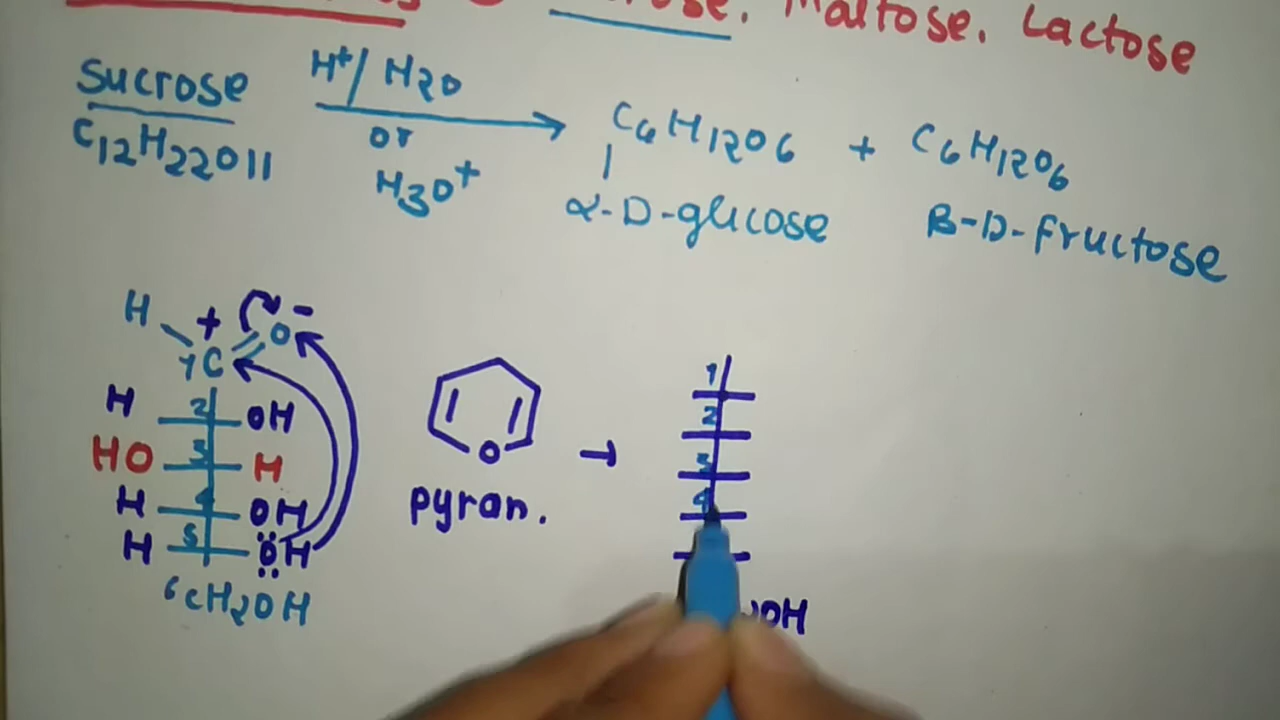 Maltose. Lactose
Sucrose H+/H2O
C12H22O11 or H3O+
C6H12O6 + C6H12O6
α-D-glucose β-D-fructose
H + O -
1C
H 2 OH
HO 3 H
H 4 OH
H 5 OH
6CH2OH
O
pyran.
1
2
3
4
OH